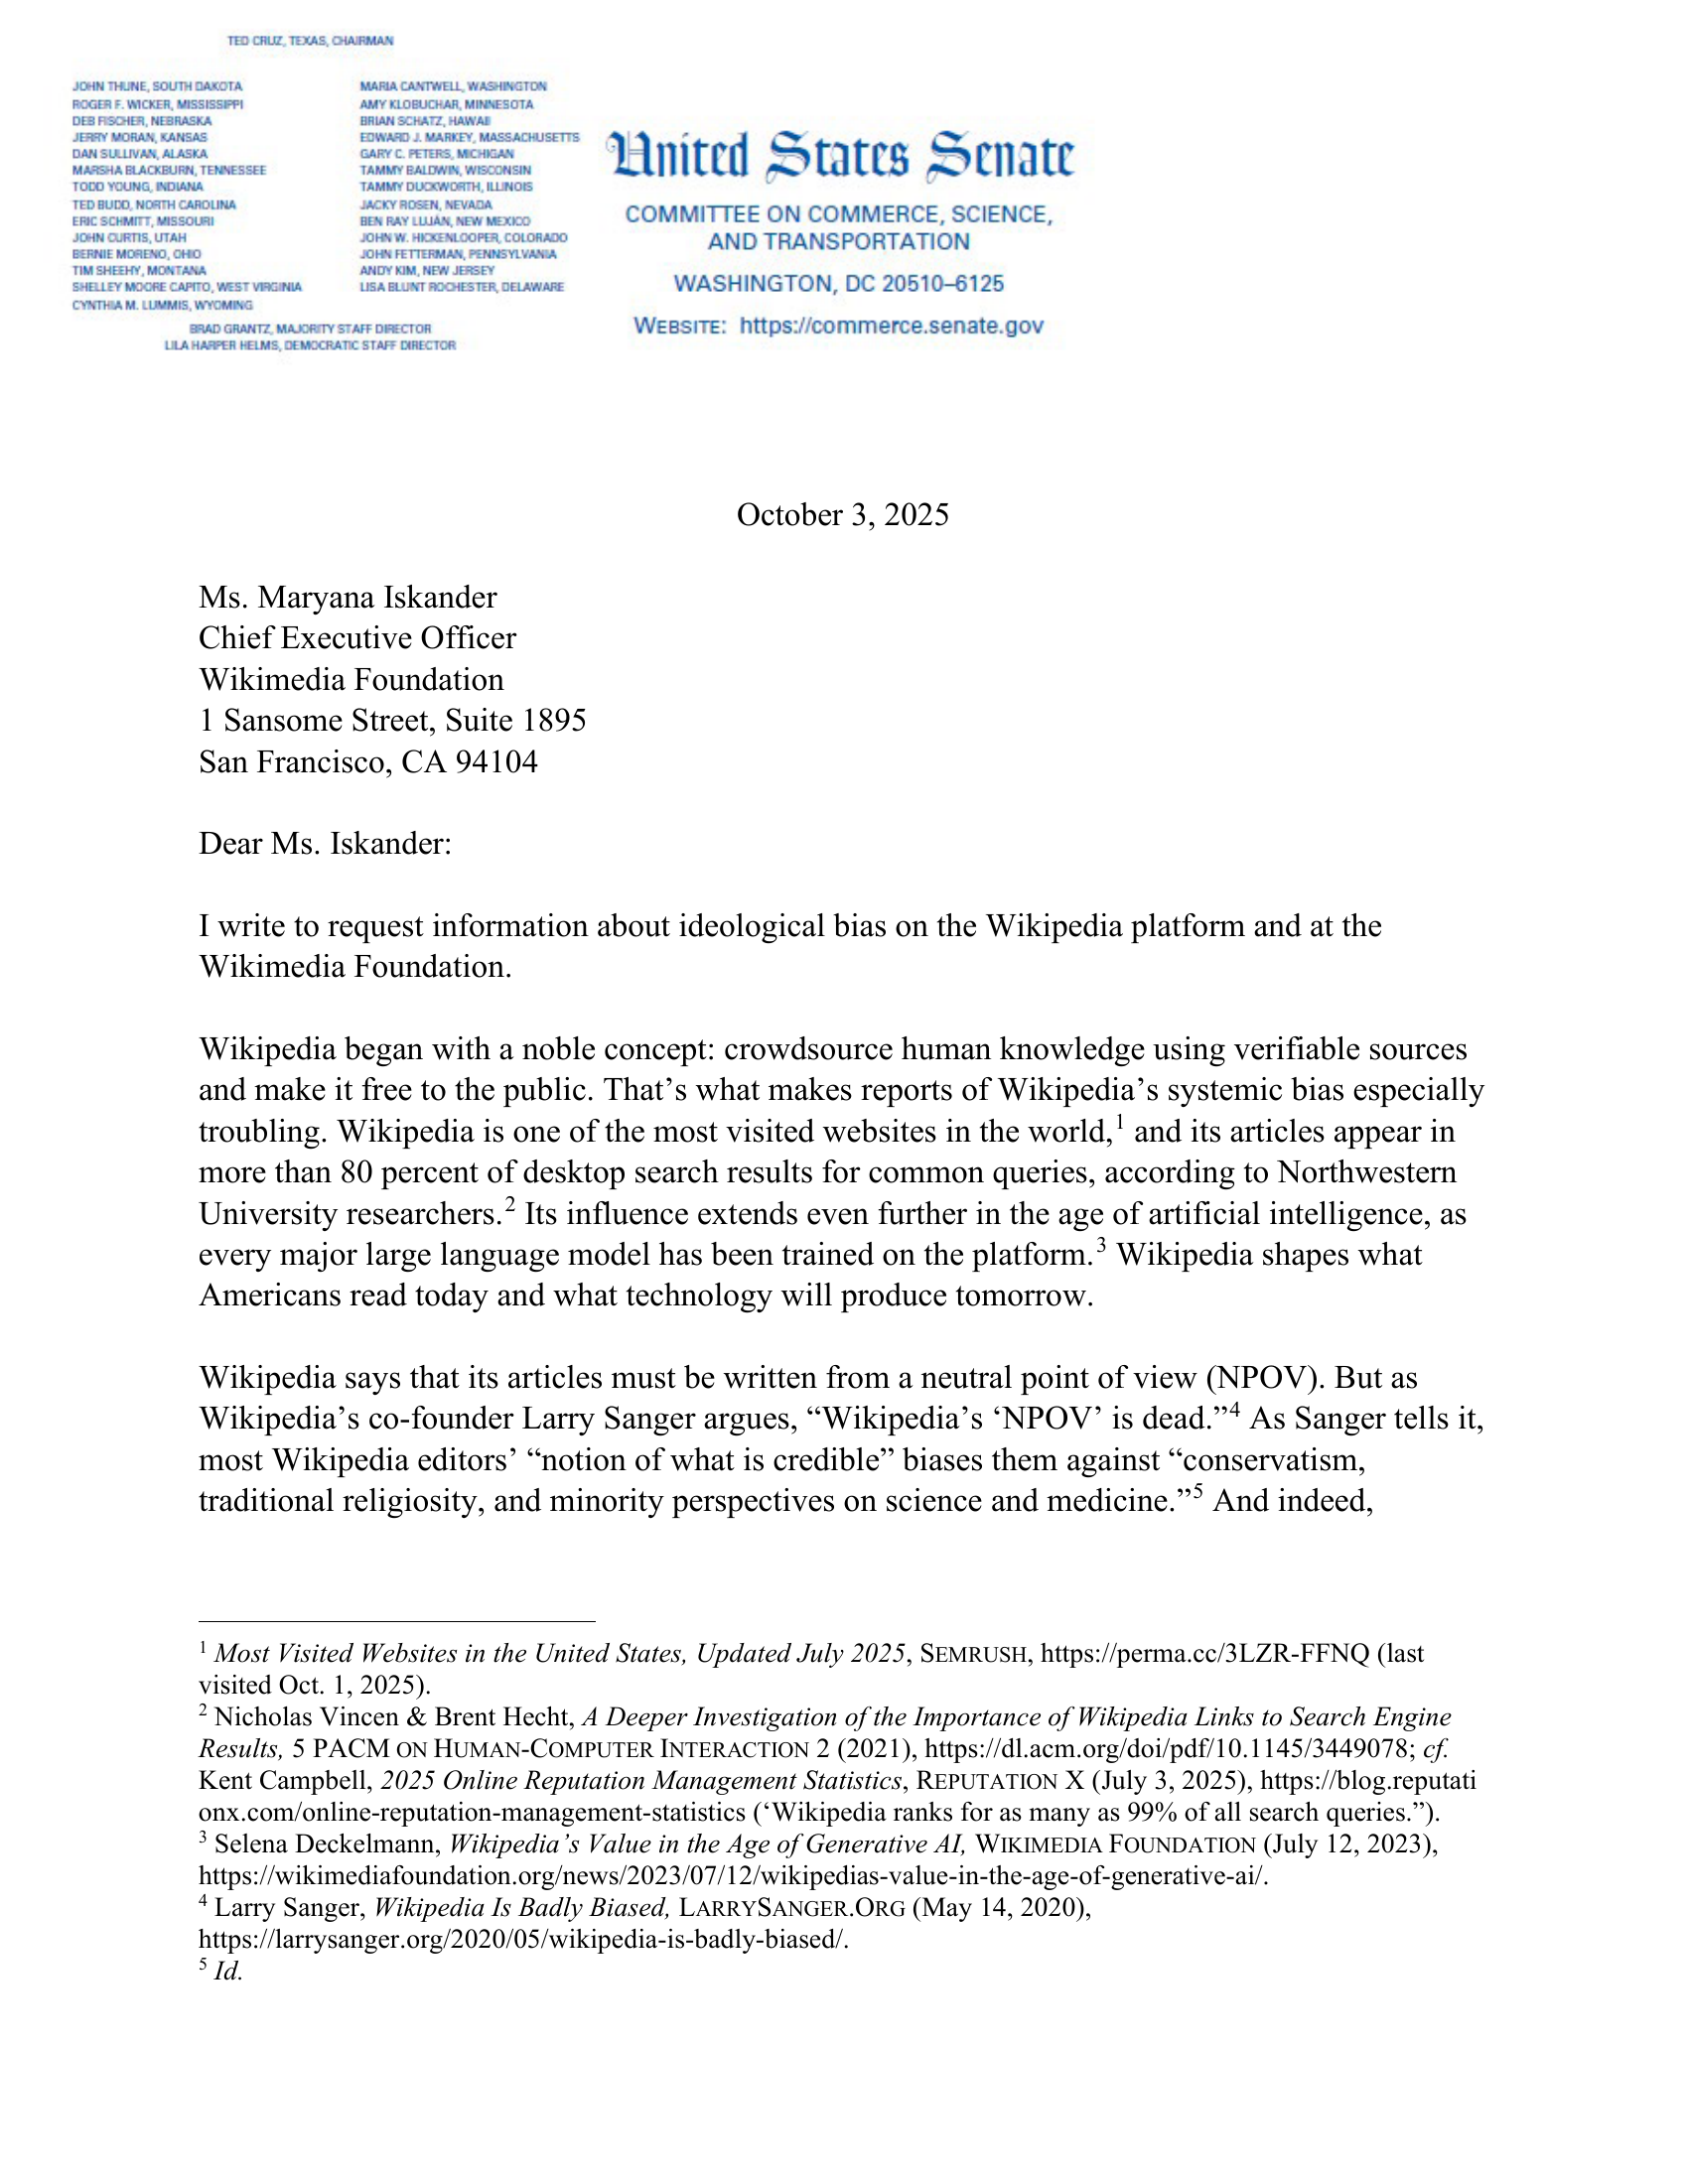 TED CRUZ, TEXAS, CHAIRMAN
JOHN THUNE, SOUTH DAKOTA
ROGER F. WICKER, MISSISSIPPI
DEB FISCHER, NEBRASKA
JERRY MORAN, KANSAS
DAN SULLIVAN, ALASKA
MARSHA BLACKBURN, TENNESSEE
TODD YOUNG, INDIANA
TED BUDD, NORTH CAROLINA
ERIC SCHMITT, MISSOURI
JOHN CURTIS, UTAH
BERNIE MORENO, OHIO
TIM SHEEHY, MONTANA
SHELLEY MOORE CAPITO, WEST VIRGINIA
CYNTHIA M. LUMMIS, WYOMING
MARIA CANTWELL, WASHINGTON
AMY KLOBUCHAR, MINNESOTA
BRIAN SCHATZ, HAWAII
EDWARD J. MARKEY, MASSACHUSETTS
GARY C. PETERS, MICHIGAN
TAMMY BALDWIN, WISCONSIN
TAMMY DUCKWORTH, ILLINOIS
JACKY ROSEN, NEVADA
BEN RAY LUJÁN, NEW MEXICO
JOHN W. HICKENLOOPER, COLORADO
JOHN FETTERMAN, PENNSYLVANIA
ANDY KIM, NEW JERSEY
LISA BLUNT ROCHESTER, DELAWARE
BRAD GRANTZ, MAJORITY STAFF DIRECTOR
LILA HARPER HELMS, DEMOCRATIC STAFF DIRECTOR
United States Senate
COMMITTEE ON COMMERCE, SCIENCE,
AND TRANSPORTATION
WASHINGTON, DC 20510–6125
WEBSITE: https://commerce.senate.gov
October 3, 2025
Ms. Maryana Iskander
Chief Executive Officer
Wikimedia Foundation
1 Sansome Street, Suite 1895
San Francisco, CA 94104
Dear Ms. Iskander:
I write to request information about ideological bias on the Wikipedia platform and at the
Wikimedia Foundation.
Wikipedia began with a noble concept: crowdsource human knowledge using verifiable sources
and make it free to the public. That’s what makes reports of Wikipedia’s systemic bias especially
troubling. Wikipedia is one of the most visited websites in the world,1 and its articles appear in
more than 80 percent of desktop search results for common queries, according to Northwestern
University researchers.2 Its influence extends even further in the age of artificial intelligence, as
every major large language model has been trained on the platform.3 Wikipedia shapes what
Americans read today and what technology will produce tomorrow.
Wikipedia says that its articles must be written from a neutral point of view (NPOV). But as
Wikipedia’s co-founder Larry Sanger argues, “Wikipedia’s ‘NPOV’ is dead.”4 As Sanger tells it,
most Wikipedia editors’ “notion of what is credible” biases them against “conservatism,
traditional religiosity, and minority perspectives on science and medicine.”5 And indeed,
1 Most Visited Websites in the United States, Updated July 2025, SEMRUSH, https://perma.cc/3LZR-FFNQ (last
visited Oct. 1, 2025).
2 Nicholas Vincen & Brent Hecht, A Deeper Investigation of the Importance of Wikipedia Links to Search Engine
Results, 5 PACM ON HUMAN-COMPUTER INTERACTION 2 (2021), https://dl.acm.org/doi/pdf/10.1145/3449078; cf.
Kent Campbell, 2025 Online Reputation Management Statistics, REPUTATION X (July 3, 2025), https://blog.reputati
onx.com/online-reputation-management-statistics (‘Wikipedia ranks for as many as 99% of all search queries.”).
3 Selena Deckelmann, Wikipedia’s Value in the Age of Generative AI, WIKIMEDIA FOUNDATION (July 12, 2023),
https://wikimediafoundation.org/news/2023/07/12/wikipedias-value-in-the-age-of-generative-ai/.
4 Larry Sanger, Wikipedia Is Badly Biased, LARRYSANGER.ORG (May 14, 2020),
https://larrysanger.org/2020/05/wikipedia-is-badly-biased/.
5 Id.